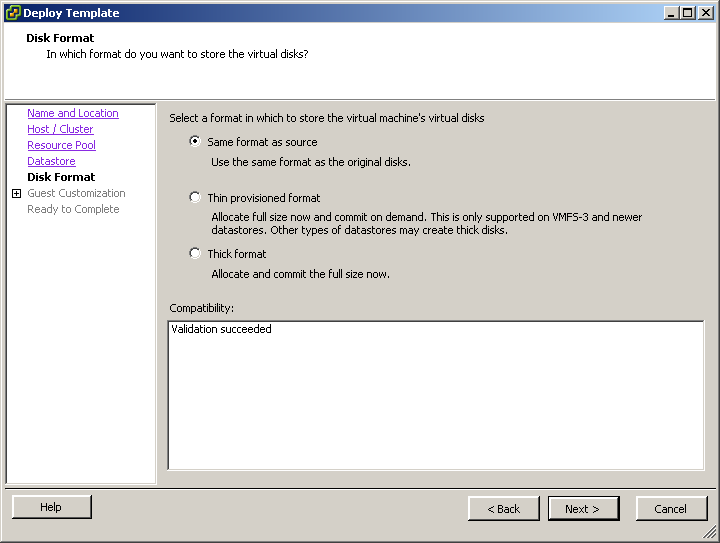 Deploy Template
Disk Format
In which format do you want to store the virtual disks?
Name and Location
Host / Cluster
Resource Pool
Datastore
Disk Format
Guest Customization
Ready to Complete
Select a format in which to store the virtual machine's virtual disks
Same format as source
Use the same format as the original disks.
Thin provisioned format
Allocate full size now and commit on demand. This is only supported on VMFS-3 and newer
datastores. Other types of datastores may create thick disks.
Thick format
Allocate and commit the full size now.
Compatibility:
Validation succeeded
Help
< Back
Next >
Cancel